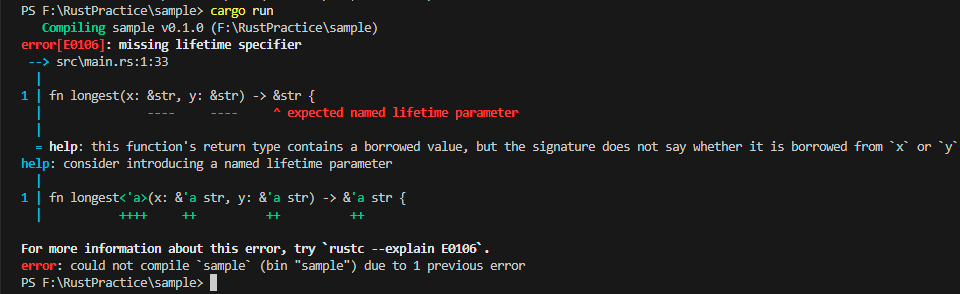 PS F:\RustPractice\sample> cargo run
   Compiling sample v0.1.0 (F:\RustPractice\sample)
error[E0106]: missing lifetime specifier
 --> src\main.rs:1:33
  |
1 | fn longest(x: &str, y: &str) -> &str {
  |               ----     ----     ^ expected named lifetime parameter
  |
  = help: this function's return type contains a borrowed value, but the signature does not say whether it is borrowed from `x` or `y`
help: consider introducing a named lifetime parameter
  |
1 | fn longest<'a>(x: &'a str, y: &'a str) -> &'a str {
  |           ++++     ++          ++          ++

For more information about this error, try `rustc --explain E0106`.
error: could not compile `sample` (bin "sample") due to 1 previous error
PS F:\RustPractice\sample>